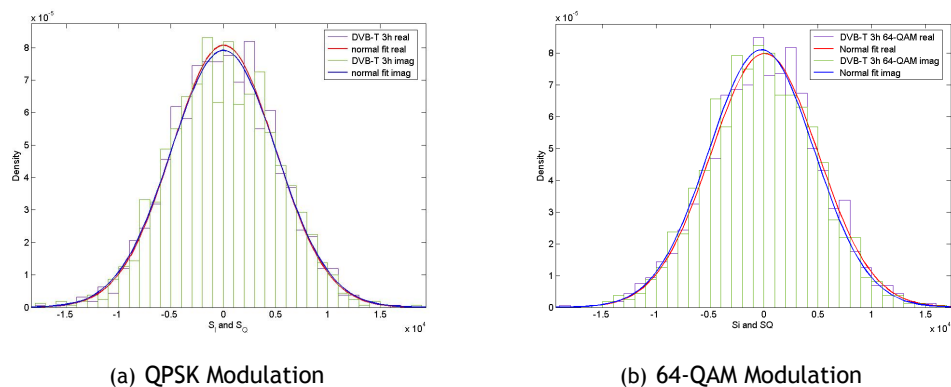 x 10⁻⁵
8
7
6
5
4
3
2
1
0
Density
-1.5
-1
-0.5
0
0.5
1
1.5
x 10⁴
S_I and S_Q
DVB-T 3h real
normal fit real
DVB-T 3h imag
normal fit imag
(a) QPSK Modulation
x 10⁻⁵
8
7
6
5
4
3
2
1
0
Density
-1.5
-1
-0.5
0
0.5
1
1.5
x 10⁴
Si and SQ
DVB-T 3h 64-QAM real
Normal fit real
DVB-T 3h 64-QAM imag
Normal fit imag
(b) 64-QAM Modulation